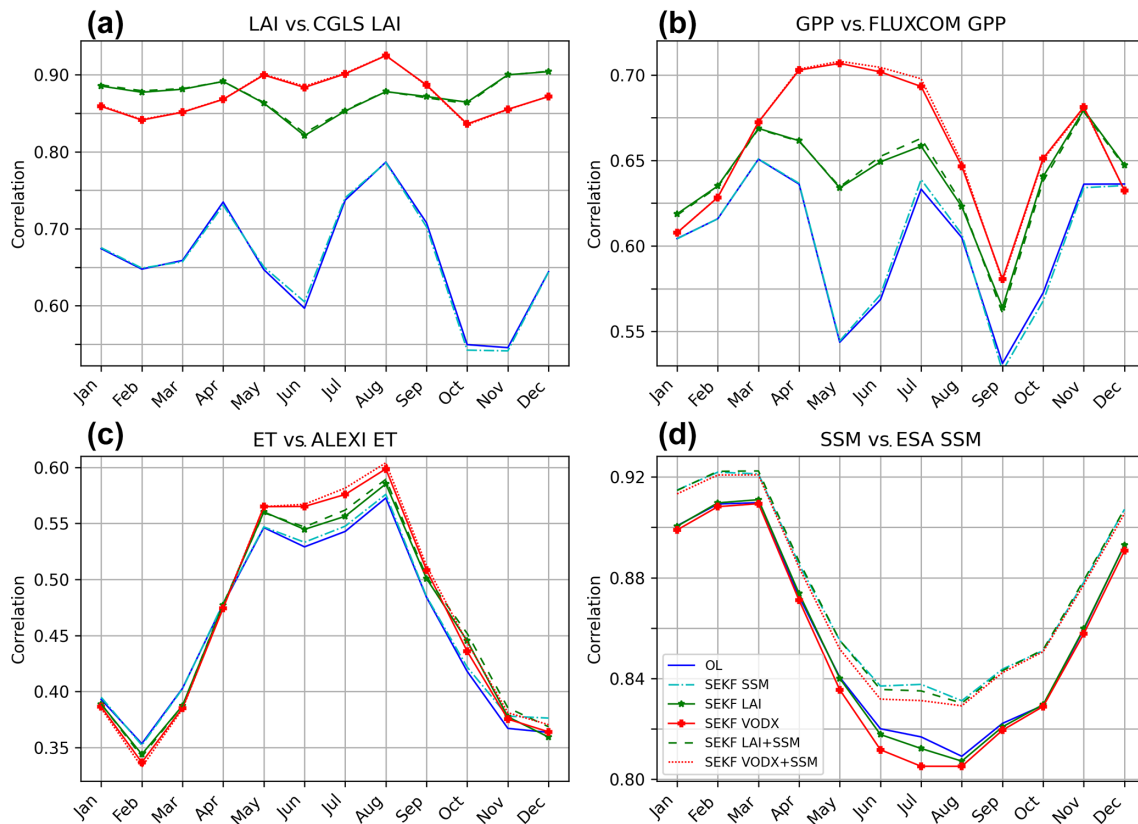 (a) LAI vs. CGLS LAI
Correlation
0.90
0.80
0.70
0.60
Jan Feb Mar Apr May Jun Jul Aug Sep Oct Nov Dec
(b) GPP vs. FLUXCOM GPP
Correlation
0.70
0.65
0.60
0.55
Jan Feb Mar Apr May Jun Jul Aug Sep Oct Nov Dec
(c) ET vs. ALEXI ET
Correlation
0.60
0.55
0.50
0.45
0.40
0.35
Jan Feb Mar Apr May Jun Jul Aug Sep Oct Nov Dec
(d) SSM vs. ESA SSM
Correlation
0.92
0.88
0.84
0.80
OL
SEKF SSM
SEKF LAI
SEKF VODX
SEKF LAI+SSM
SEKF VODX+SSM
Jan Feb Mar Apr May Jun Jul Aug Sep Oct Nov Dec